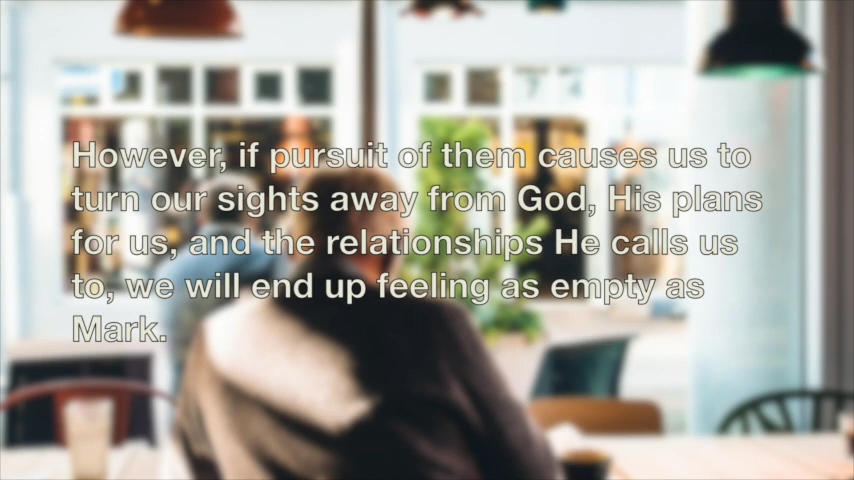 However, if pursuit of them causes us to
turn our sights away from God, His plans
for us, and the relationships He calls us
to, we will end up feeling as empty as
Mark.